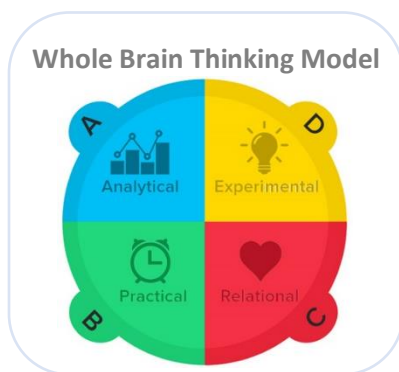 Whole Brain Thinking Model
A
D
Analytical
Experimental
Practical
Relational
B
C